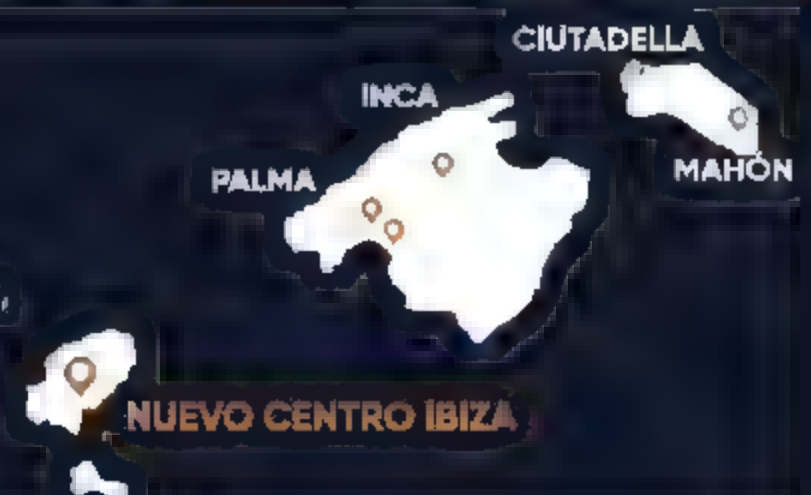 CIUTADELLA
INCA
PALMA
MAHÓN
NUEVO CENTRO IBIZA